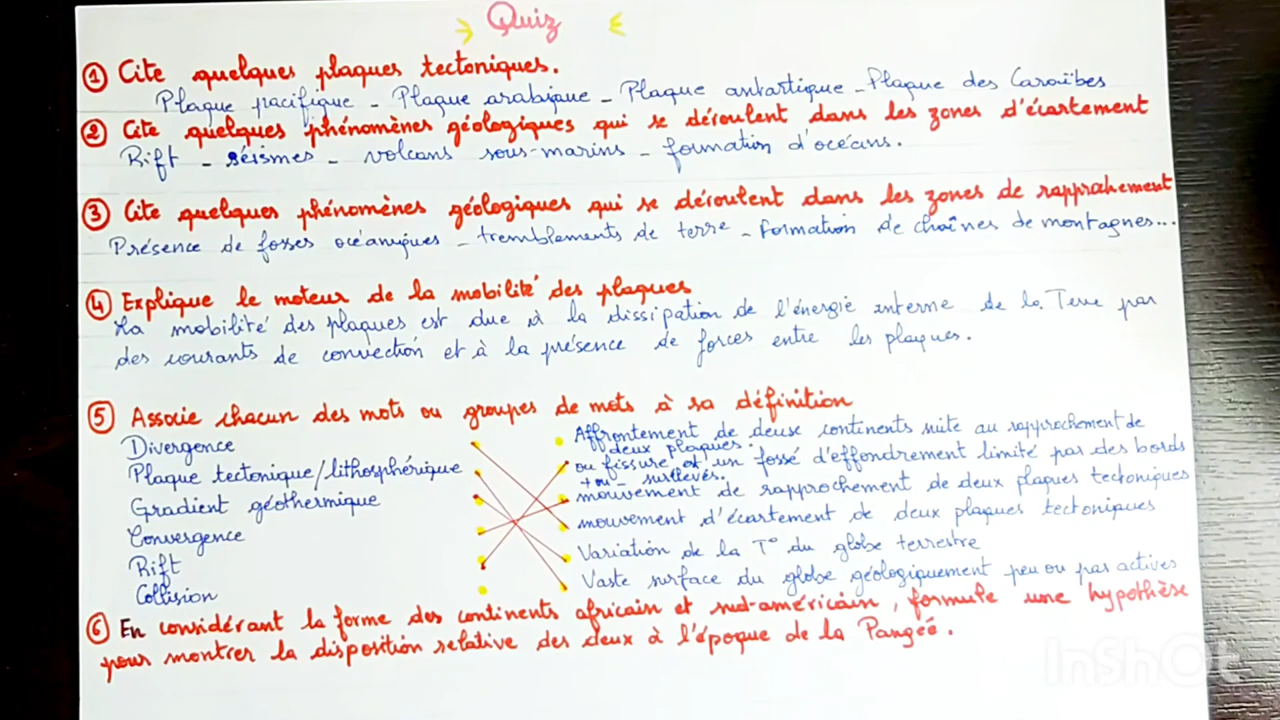 Quiz
① Cite quelques plaques tectoniques.
Plaque pacifique - Plaque arabique - Plaque antartique - Plaque des Caraïbes
② Cite quelques phénomènes géologiques qui se déroulent dans les zones d'écartement
Rift - séismes - volcans sous-marins - formation d'océans.
③ Cite quelques phénomènes géologiques qui se déroulent dans les zones de rapprochement
Présence de fosses océaniques - tremblements de terre - formation de chaînes de montagnes...
④ Explique le moteur de la mobilité des plaques
La mobilité des plaques est due à la dissipation de l'énergie interne de la Terre par
des courants de convection et à la présence de forces entre les plaques.
⑤ Associe chacun des mots ou groupes de mots à sa définition
Divergence
Plaque tectonique/lithosphérique
Gradient géothermique
Convergence
Rift
Collision
Affrontement de deux continents suite au rapprochement de
deux plaques.
ou fissure est un fossé d'effondrement limité par des bords
+ ou - surélevés.
mouvement de rapprochement de deux plaques tectoniques
mouvement d'écartement de deux plaques tectoniques
Variation de la T° du globe terrestre
Vaste surface du globe géologiquement peu ou pas actives
⑥ En considérant la forme des continents africain et sud-américain, formule une hypothèse
pour montrer la disposition relative des deux à l'époque de la Pangée.
InShOt